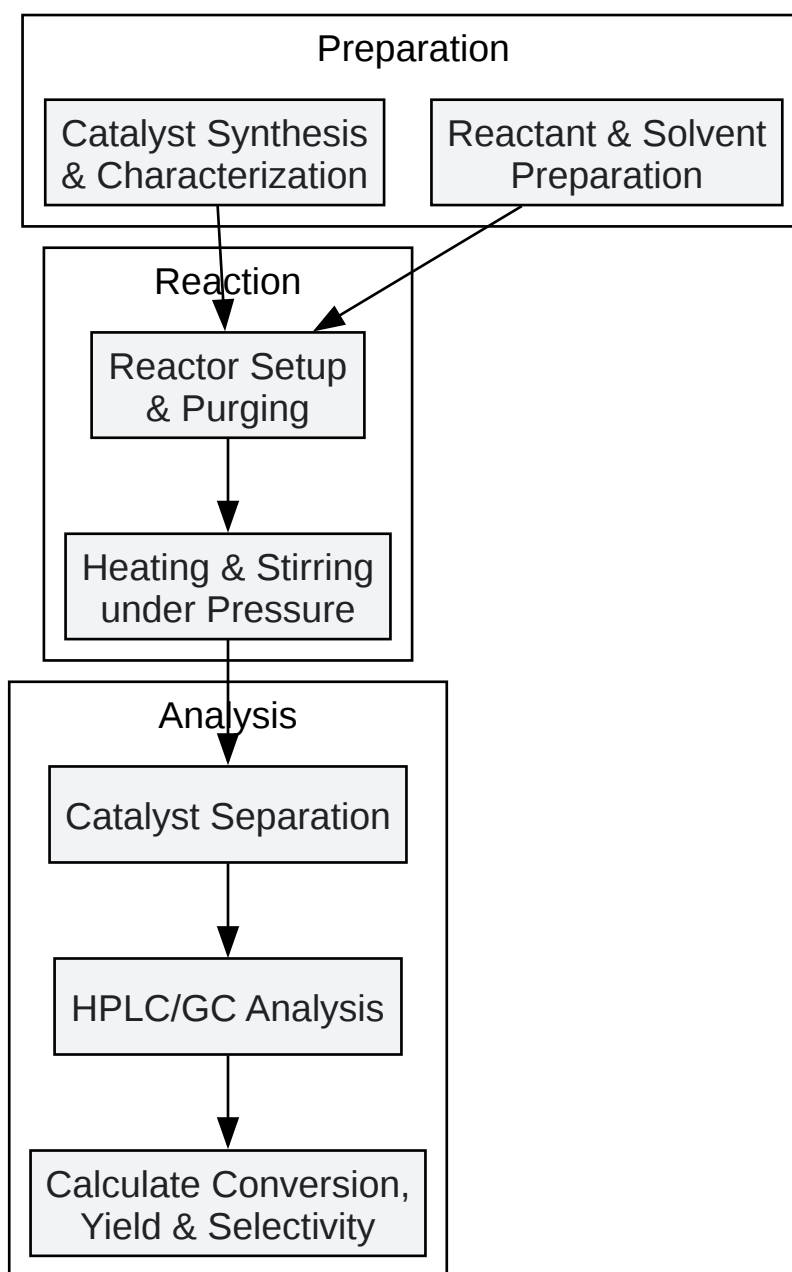 Preparation
Catalyst Synthesis
& Characterization
Reactant & Solvent
Preparation
Reaction
Reactor Setup
& Purging
Heating & Stirring
under Pressure
Analysis
Catalyst Separation
HPLC/GC Analysis
Calculate Conversion,
Yield & Selectivity